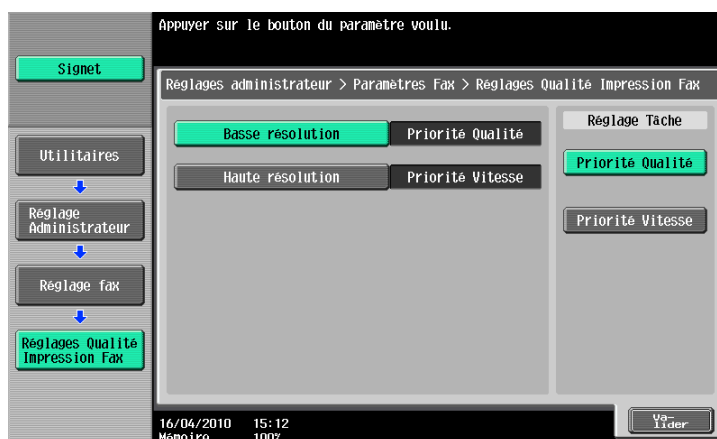 Appuyer sur le bouton du paramètre voulu.
Signet
Réglages administrateur > Paramètres Fax > Réglages Qualité Impression Fax
Utilitaires
Réglage
Administrateur
Réglage fax
Réglages Qualité
Impression Fax
Basse résolution
Priorité Qualité
Haute résolution
Priorité Vitesse
Réglage Tâche
Priorité Qualité
Priorité Vitesse
16/04/2010 15:12
Mémoire 100%
Va-
lider